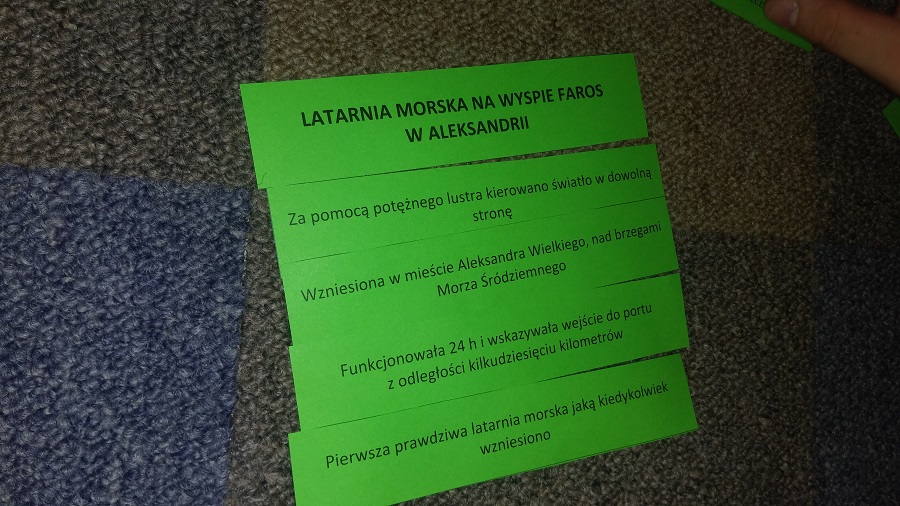 LATARNIA MORSKA NA WYSPIE FAROS
W ALEKSANDRII
Za pomocą potężnego lustra kierowano światło w dowolną
stronę
Wzniesiona w mieście Aleksandra Wielkiego, nad brzegami
Morza Śródziemnego
Funkcjonowała 24 h i wskazywała wejście do portu
z odległości kilkudziesięciu kilometrów
Pierwsza prawdziwa latarnia morska jaką kiedykolwiek
wzniesiono